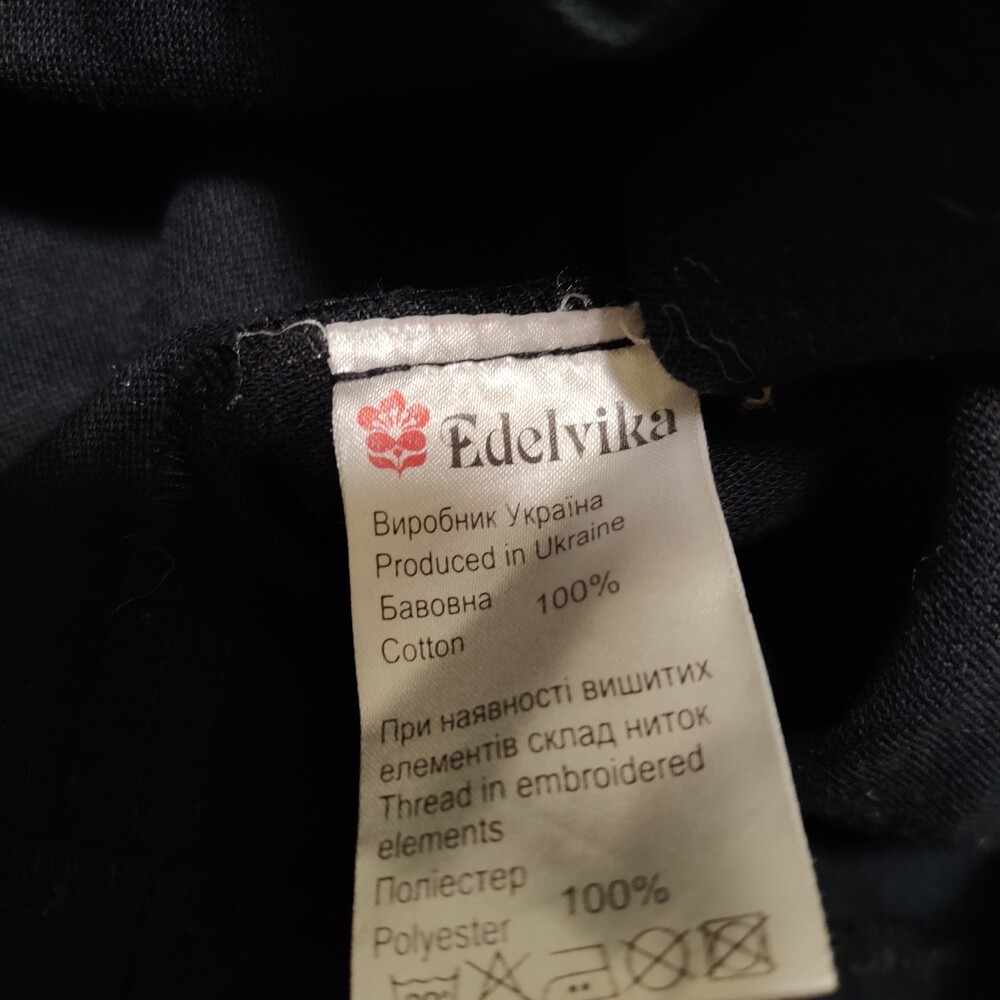 Edelvika
Виробник Україна
Produced in Ukraine
Бавовна 100%
Cotton
При наявності вишитих
елементів склад ниток
Thread in embroidered
elements
Поліестер 100%
Polyester